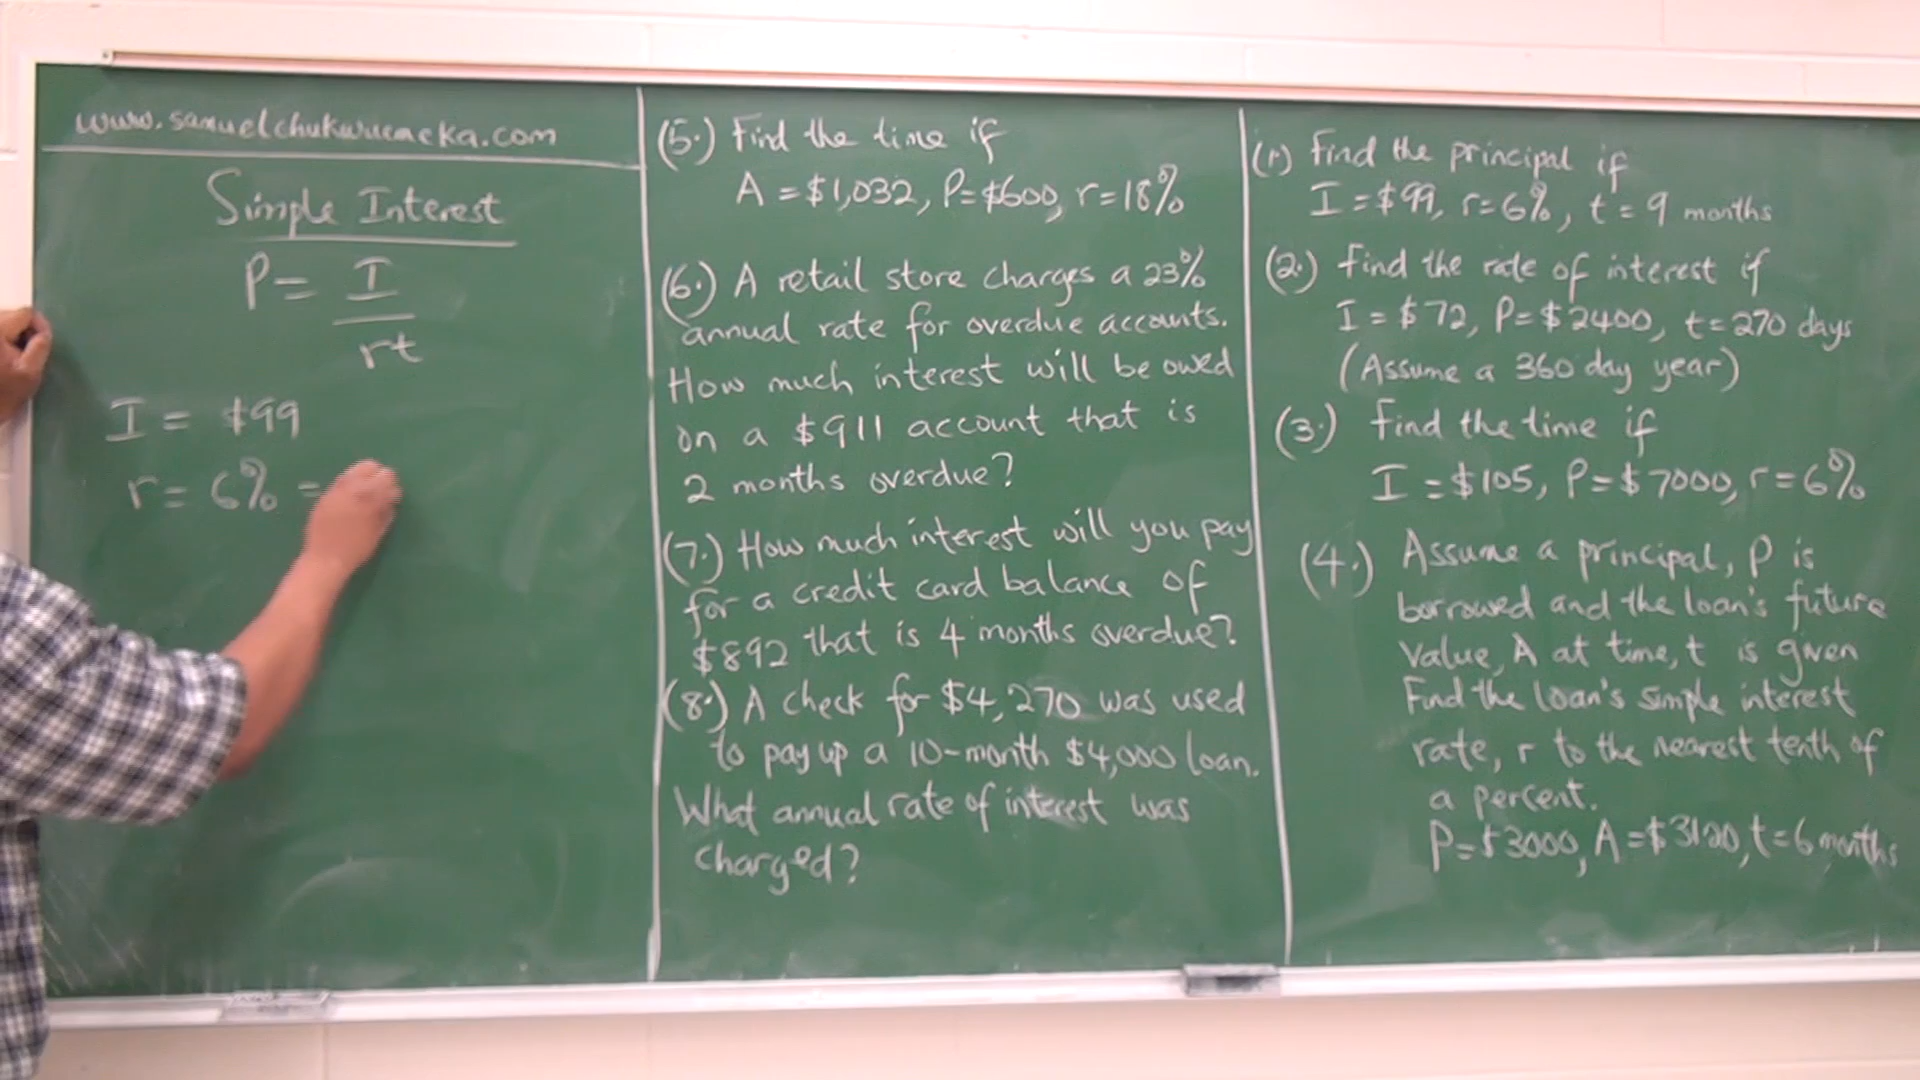 www.samuelchukwuemeka.com
Simple Interest
P = I
rt
I = $99
r = 6% =
(5.) Find the time if
A = $1,032, P=$600, r=18%
(6.) A retail store charges a 23%
annual rate for overdue accounts.
How much interest will be owed
on a $911 account that is
2 months overdue?
(7.) How much interest will you pay
for a credit card balance of
$892 that is 4 months overdue?
(8.) A check for $4,270 was used
to pay up a 10-month $4,000 loan.
What annual rate of interest was
charged?
(1.) Find the principal if
I = $99, r=6%, t = 9 months
(2.) Find the rate of interest if
I = $72, P=$2400, t=270 days
(Assume a 360 day year)
(3.) Find the time if
I = $105, P=$7000, r=6%
(4.) Assume a principal, P is
borrowed and the loan's future
value, A at time, t is given
Find the loan's simple interest
rate, r to the nearest tenth of
a percent.
P=$3000, A=$3120, t=6 months